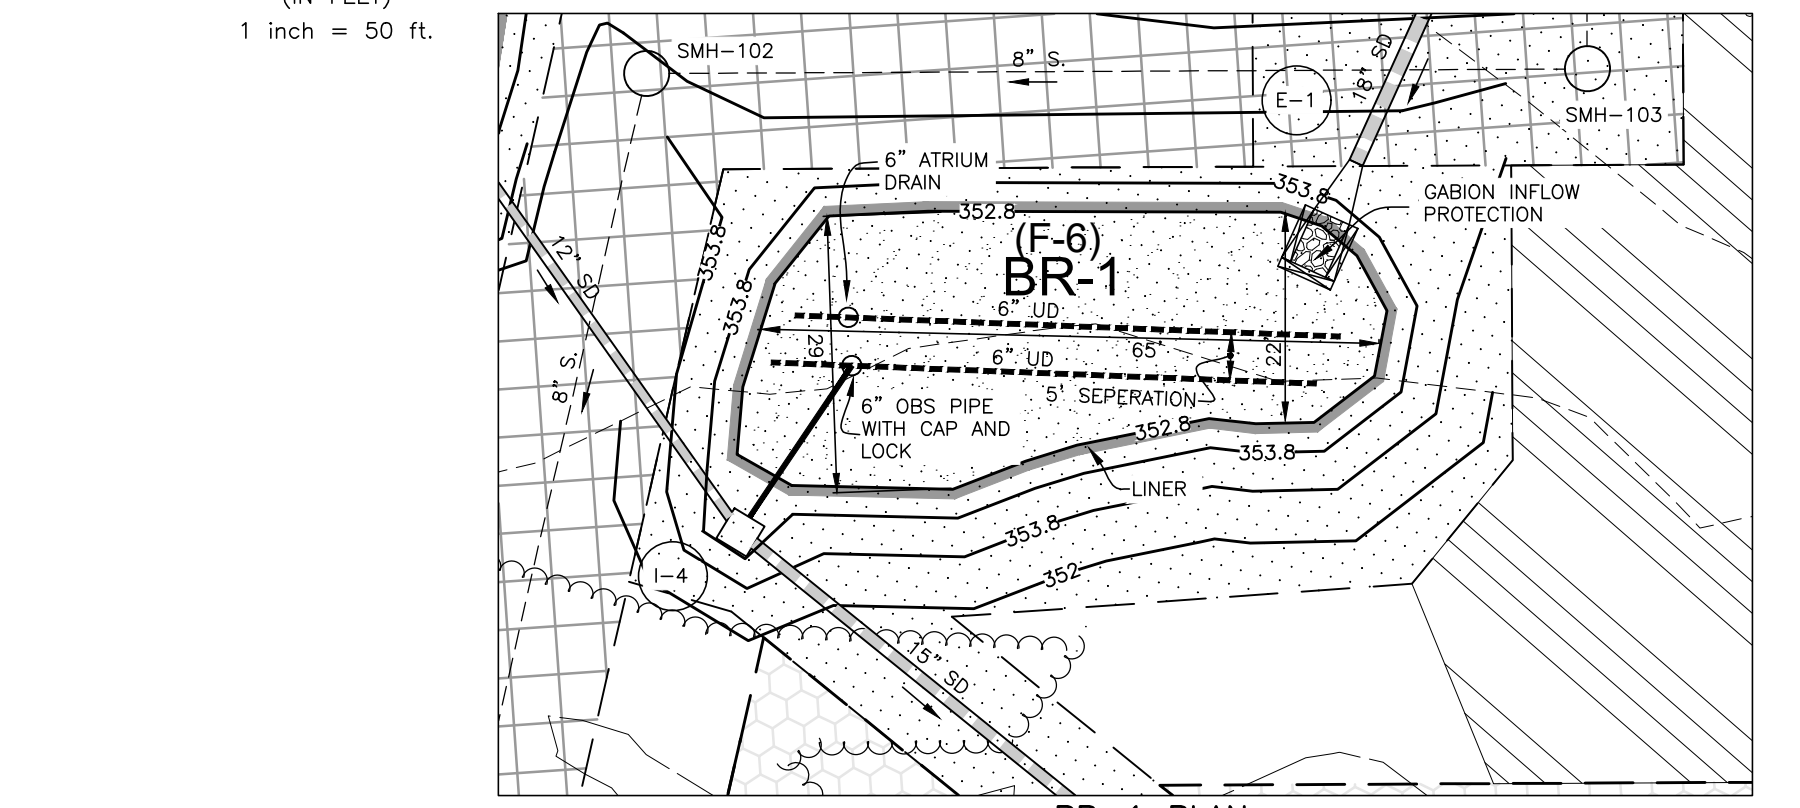 (IN FEET)
1 inch = 50 ft.
SMH-102
8" S.
E-1
18" SD
SMH-103
6" ATRIUM
DRAIN
353.8
GABION INFLOW
PROTECTION
352.8
(F-6)
BR-1
353.8
353.8
12" SD
6" UD
29'
6" UD
65'
22'
8" S.
5' SEPERATION
6" OBS PIPE
WITH CAP AND
LOCK
352.8
353.8
LINER
353.8
352
I-4
15" SD
BR-1 PLAN